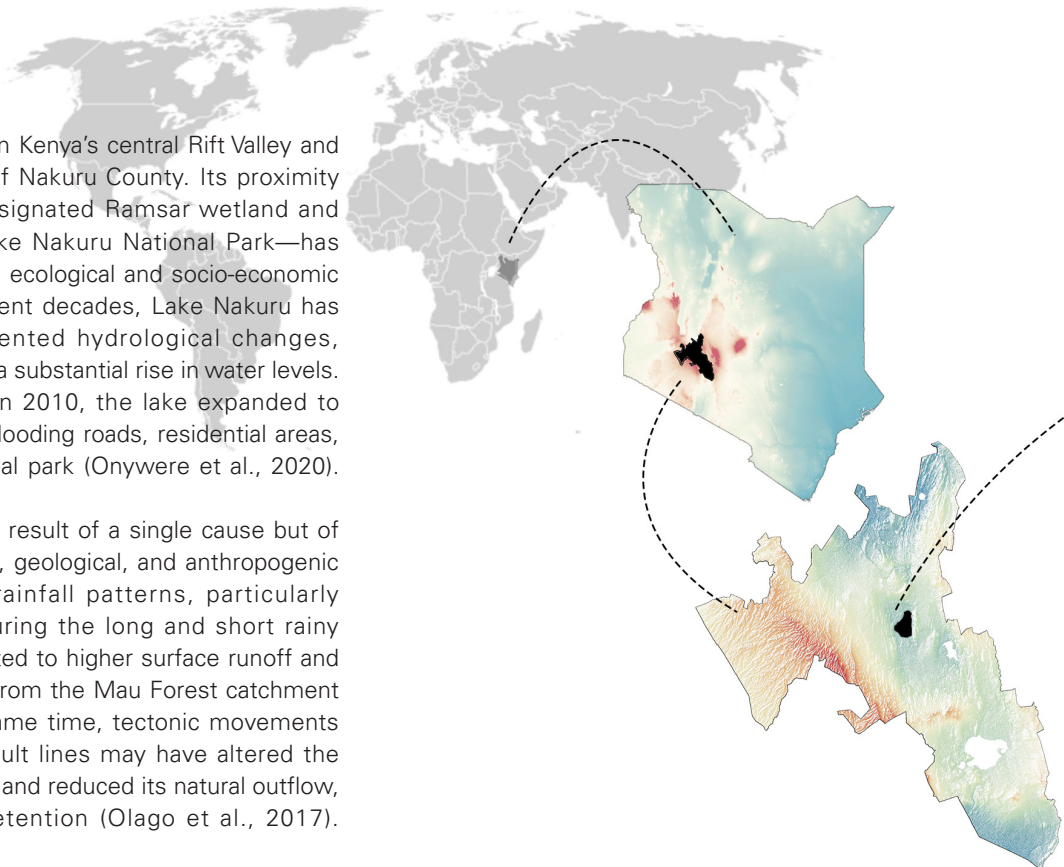 n Kenya's central Rift Valley and
f Nakuru County. Its proximity
signated Ramsar wetland and
ke Nakuru National Park—has
ecological and socio-economic
ent decades, Lake Nakuru has
ented hydrological changes,
a substantial rise in water levels.
n 2010, the lake expanded to
looding roads, residential areas,
al park (Onywere et al., 2020).
result of a single cause but of
, geological, and anthropogenic
rainfall patterns, particularly
uring the long and short rainy
ted to higher surface runoff and
rom the Mau Forest catchment
ame time, tectonic movements
ult lines may have altered the
and reduced its natural outflow,
etention (Olago et al., 2017).